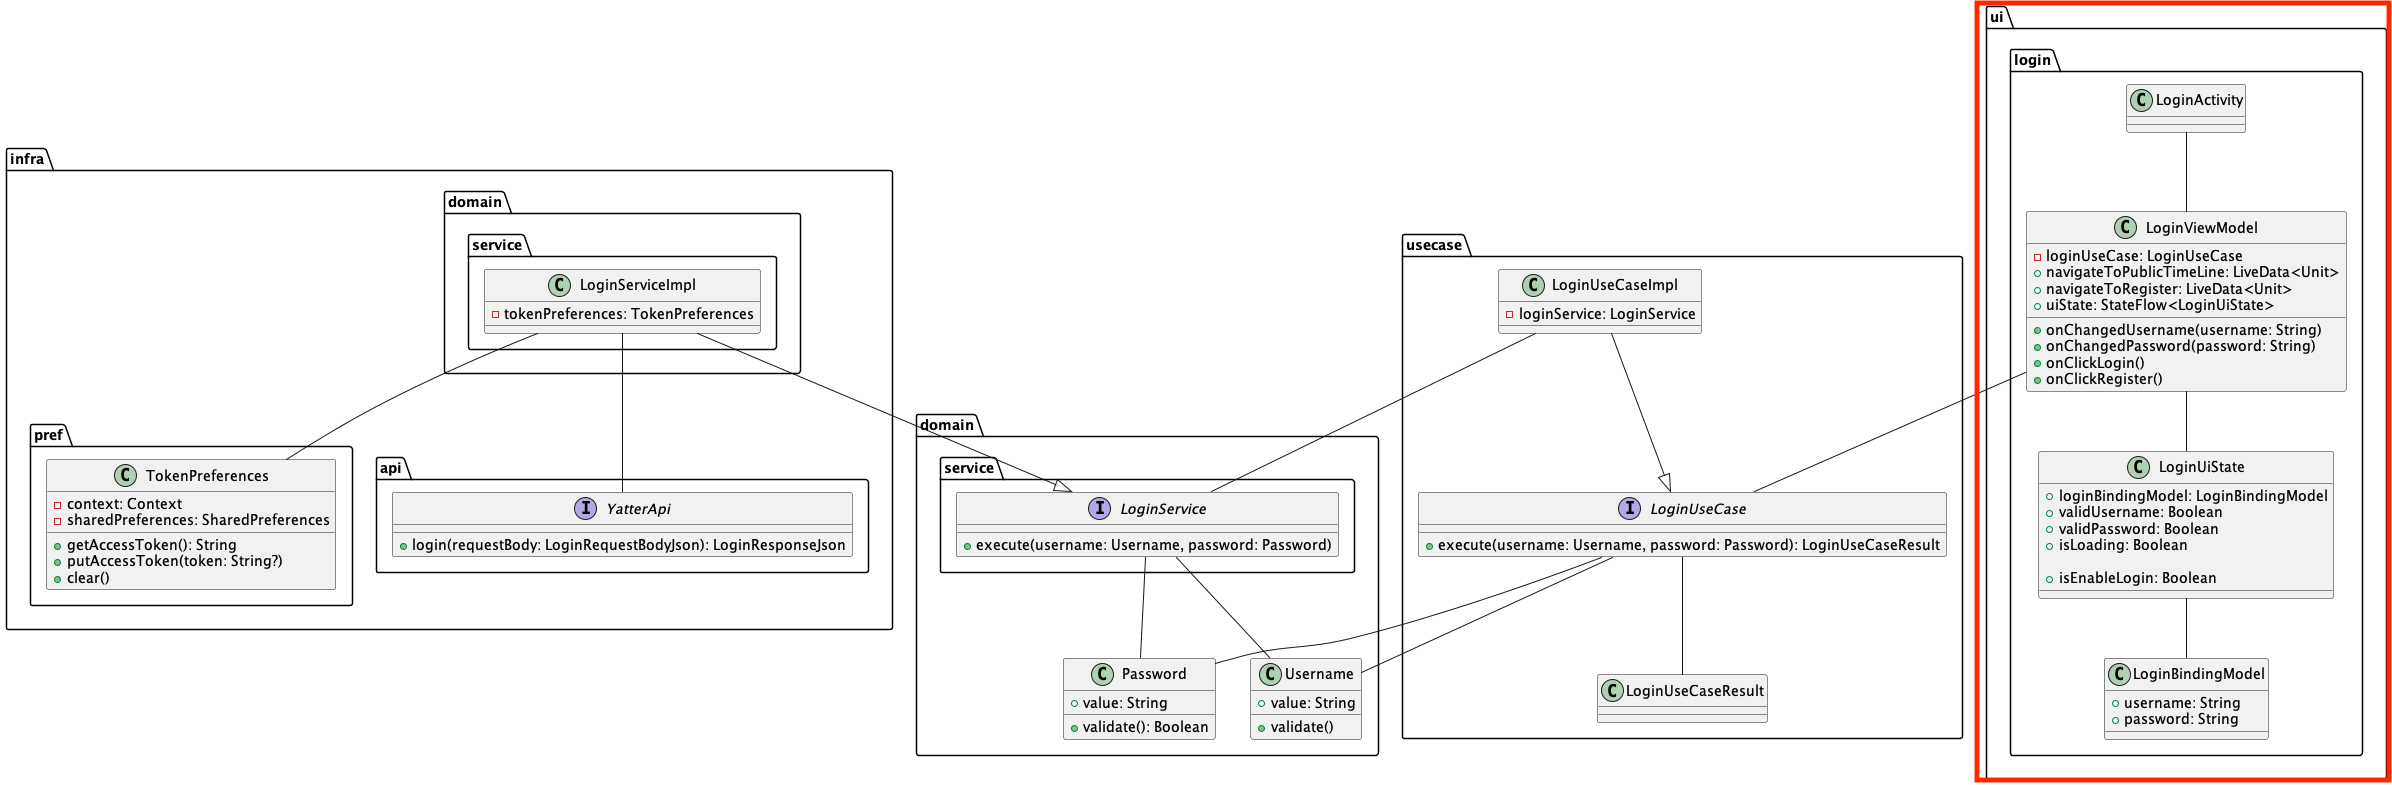 infra
domain
service
C LoginServiceImpl
tokenPreferences: TokenPreferences
pref
C TokenPreferences
context: Context
sharedPreferences: SharedPreferences
getAccessToken(): String
putAccessToken(token: String?)
clear()
api
I YatterApi
login(requestBody: LoginRequestBodyJson): LoginResponseJson
domain
service
I LoginService
execute(username: Username, password: Password)
C Password
value: String
validate(): Boolean
C Username
value: String
validate()
usecase
C LoginUseCaseImpl
loginService: LoginService
I LoginUseCase
execute(username: Username, password: Password): LoginUseCaseResult
C LoginUseCaseResult
ui
login
C LoginActivity
C LoginViewModel
loginUseCase: LoginUseCase
navigateToPublicTimeLine: LiveData<Unit>
navigateToRegister: LiveData<Unit>
uiState: StateFlow<LoginUiState>
onChangedUsername(username: String)
onChangedPassword(password: String)
onClickLogin()
onClickRegister()
C LoginUiState
loginBindingModel: LoginBindingModel
validUsername: Boolean
validPassword: Boolean
isLoading: Boolean
isEnableLogin: Boolean
C LoginBindingModel
username: String
password: String